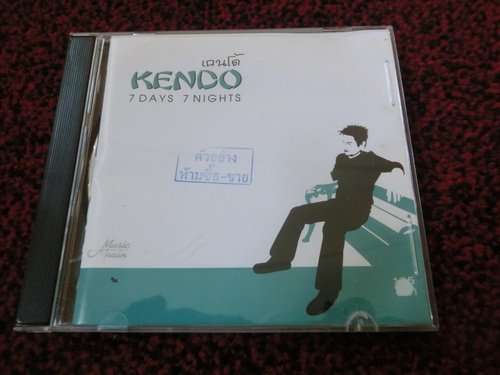 เคนโด้
KENDO
7 DAYS 7 NIGHTS
ตัวอย่าง
ห้ามซื้อ-ขาย
Music
Train